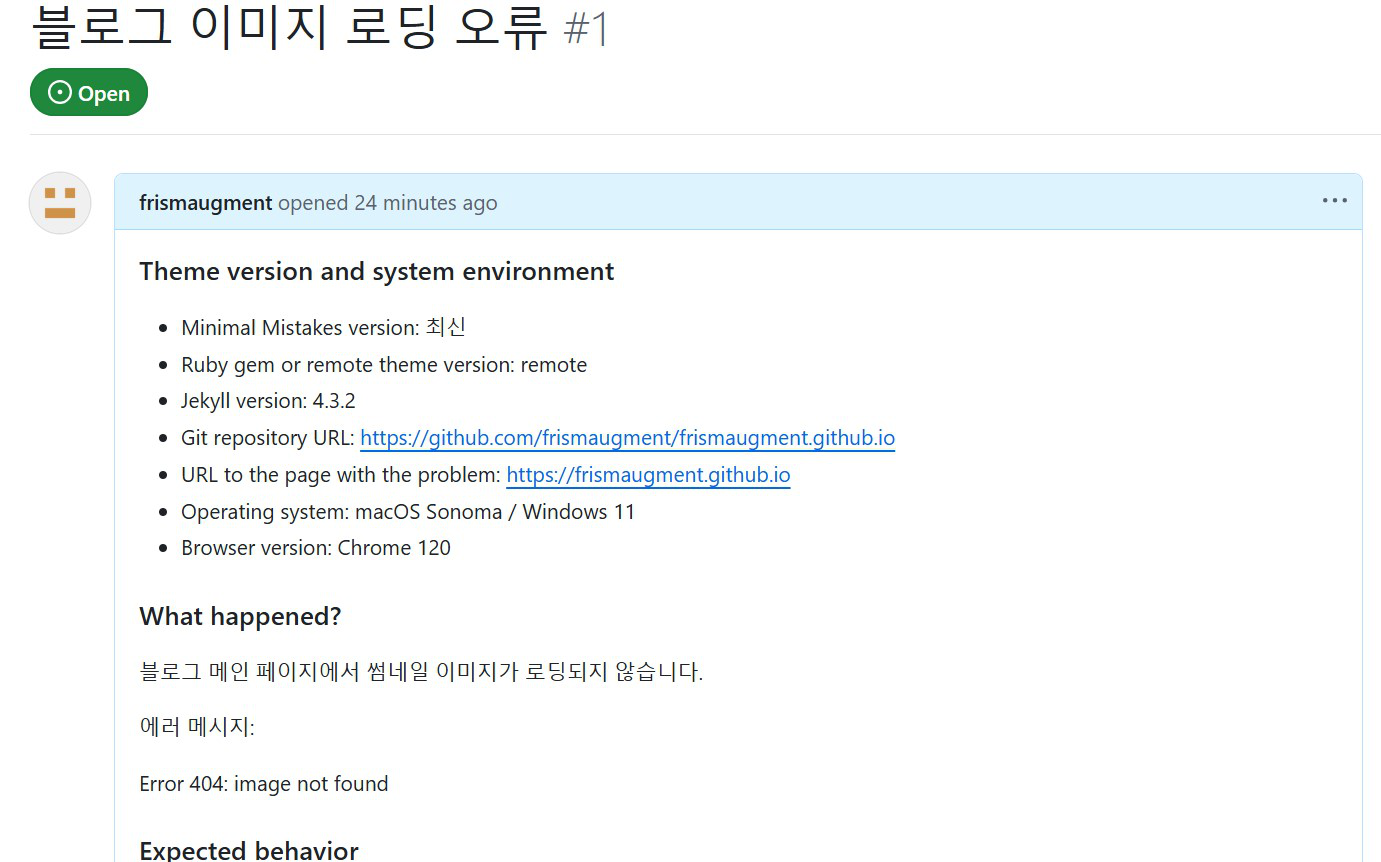 블로그 이미지 로딩 오류 #1
Open
frismaugment opened 24 minutes ago
Theme version and system environment
Minimal Mistakes version: 최신
Ruby gem or remote theme version: remote
Jekyll version: 4.3.2
Git repository URL: https://github.com/frismaugment/frismaugment.github.io
URL to the page with the problem: https://frismaugment.github.io
Operating system: macOS Sonoma / Windows 11
Browser version: Chrome 120
What happened?
블로그 메인 페이지에서 썸네일 이미지가 로딩되지 않습니다.
에러 메시지:
Error 404: image not found
Expected behavior